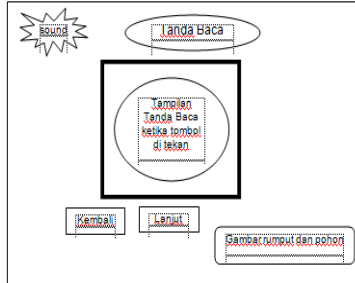 sound
Tanda Baca
Tampilan
Tanda Baca
ketika tombol
di tekan
Kembali
Lanjut
Gambar rumput dan pohon